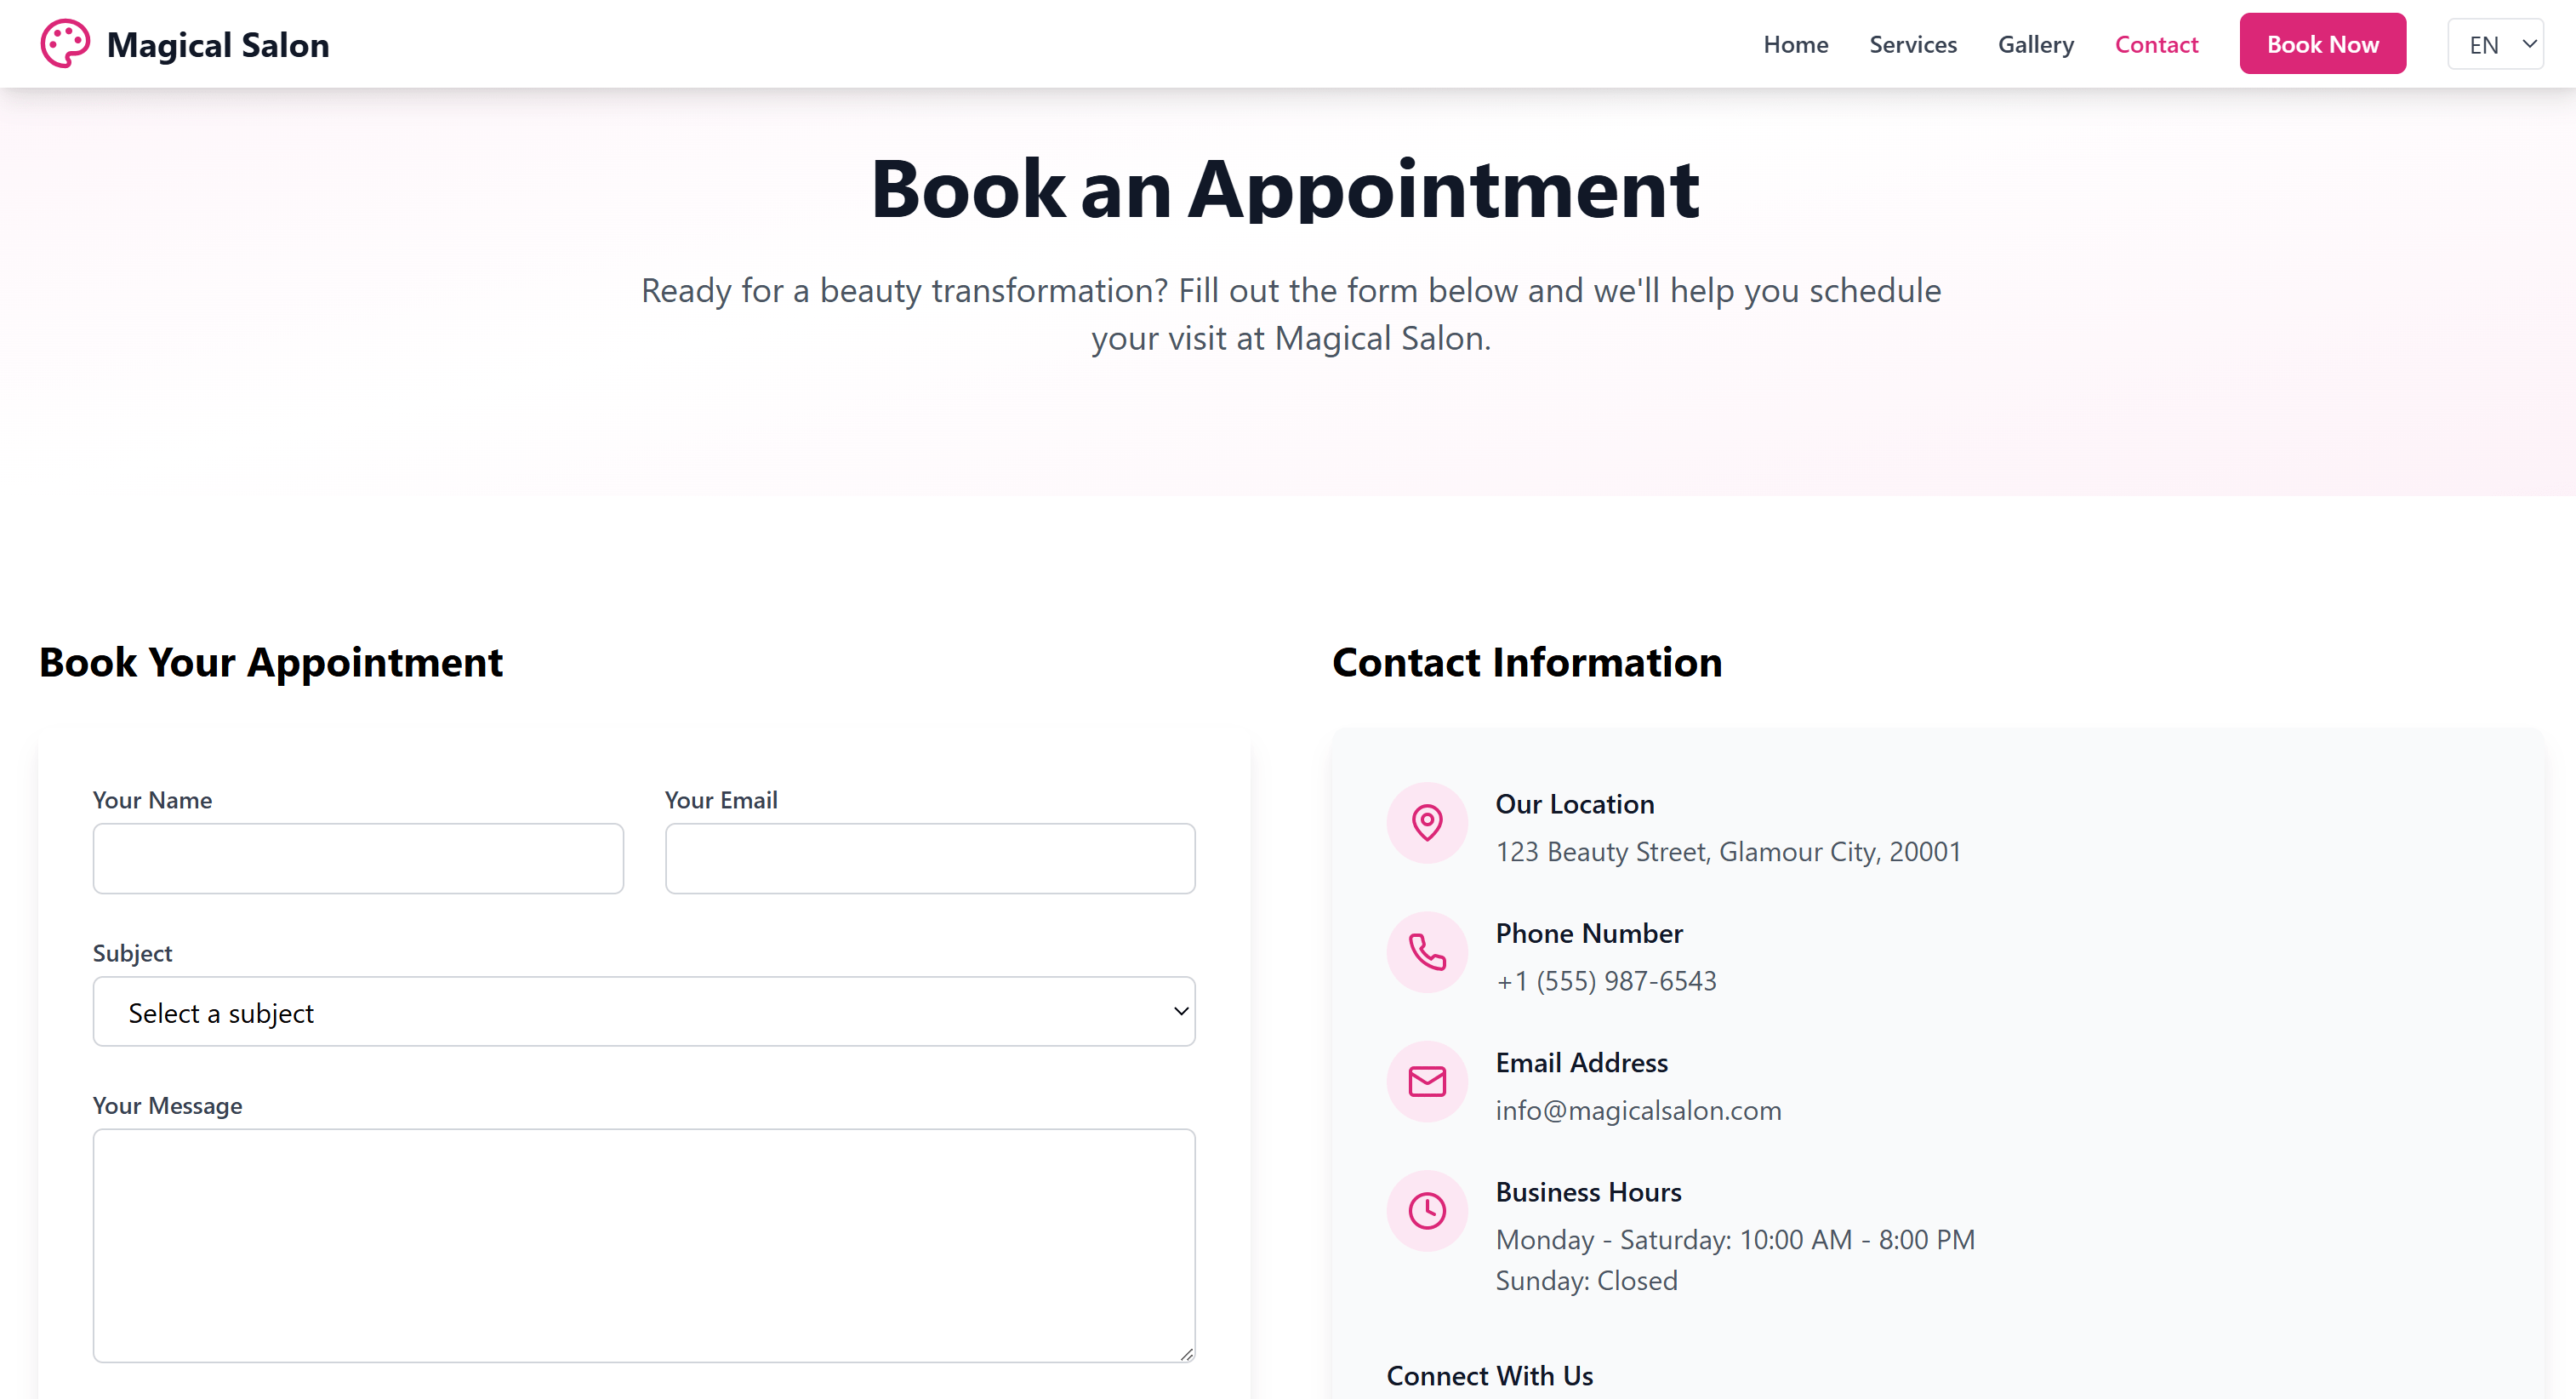 Magical Salon
Home
Services
Gallery
Contact
Book Now
EN
Book an Appointment
Ready for a beauty transformation? Fill out the form below and we'll help you schedule
your visit at Magical Salon.
Book Your Appointment
Your Name
Your Email
Subject
Select a subject
Your Message
Contact Information
Our Location
123 Beauty Street, Glamour City, 20001
Phone Number
+1 (555) 987-6543
Email Address
info@magicalsalon.com
Business Hours
Monday - Saturday: 10:00 AM - 8:00 PM
Sunday: Closed
Connect With Us